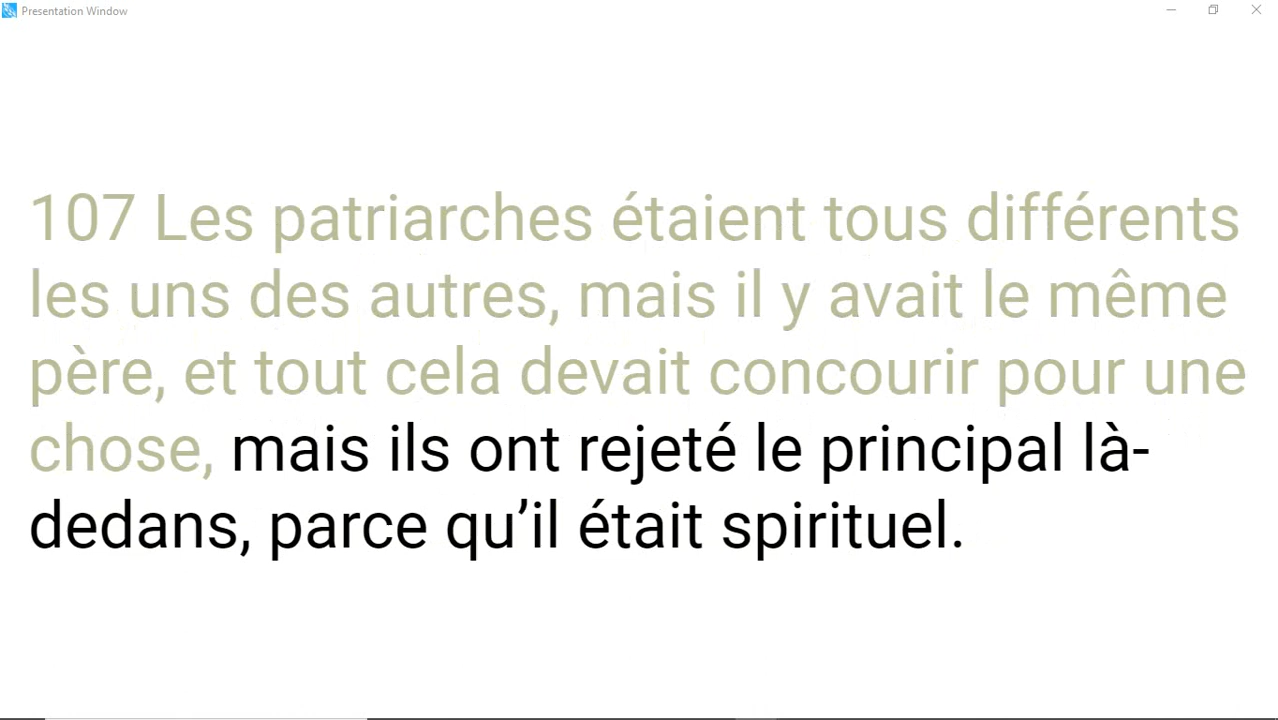 Presentation Window
107 Les patriarches étaient tous différents
les uns des autres, mais il y avait le même
père, et tout cela devait concourir pour une
chose, mais ils ont rejeté le principal là-
dedans, parce qu’il était spirituel.